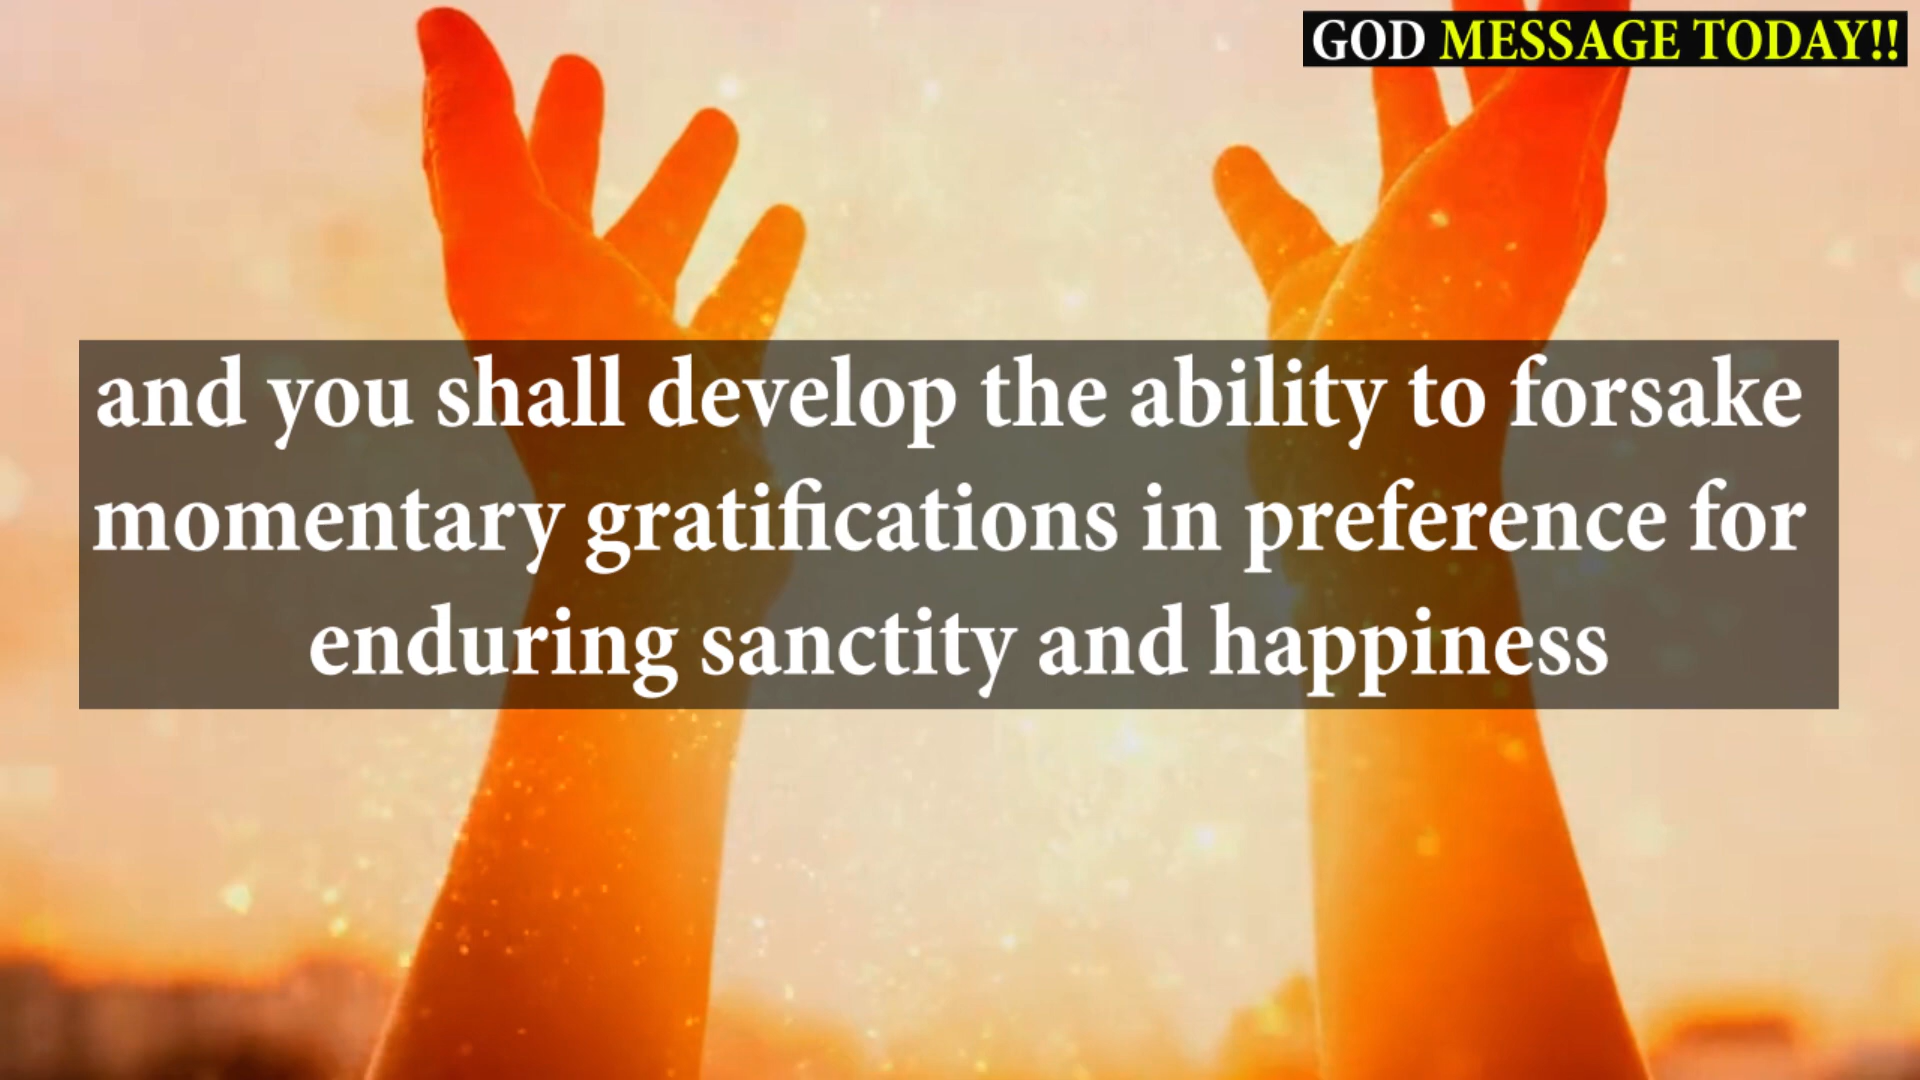 GOD MESSAGE TODAY!!
and you shall develop the ability to forsake
momentary gratifications in preference for
enduring sanctity and happiness